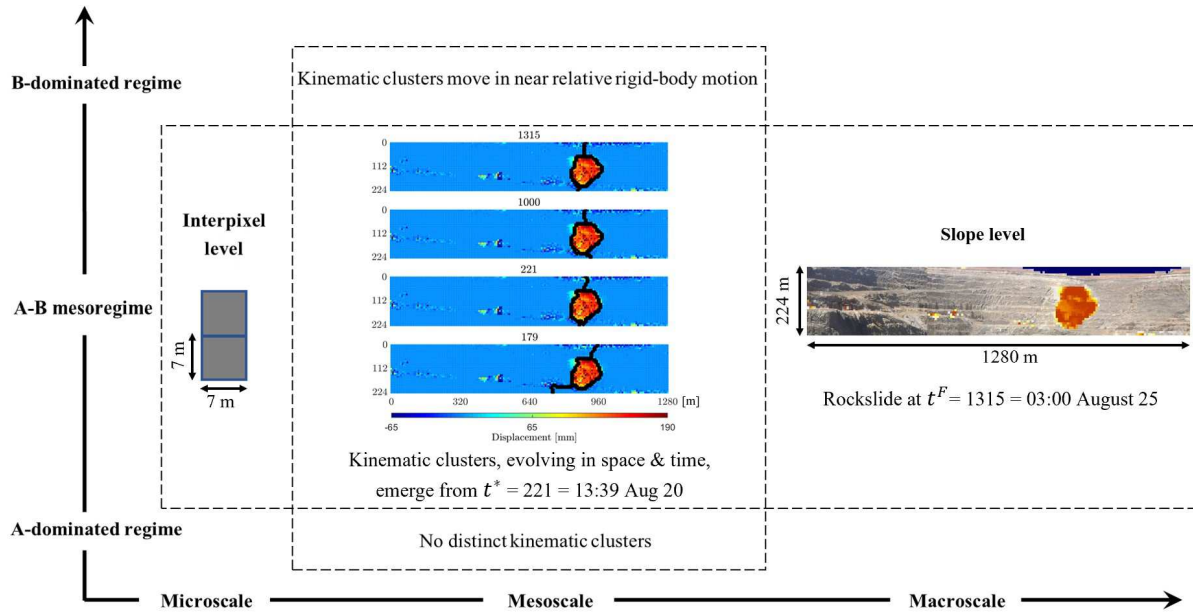 B-dominated regime
Kinematic clusters move in near relative rigid-body motion
A-B mesoregime
Interpixel
level
7 m
7 m
1315
0
112
224
1000
0
112
224
221
0
112
224
179
0
112
224
0 320 640 960 1280 [m]
-65 65 190
Displacement [mm]
Kinematic clusters, evolving in space & time,
emerge from t* = 221 = 13:39 Aug 20
Slope level
224 m
1280 m
Rockslide at t^F = 1315 = 03:00 August 25
A-dominated regime
No distinct kinematic clusters
Microscale Mesoscale Macroscale